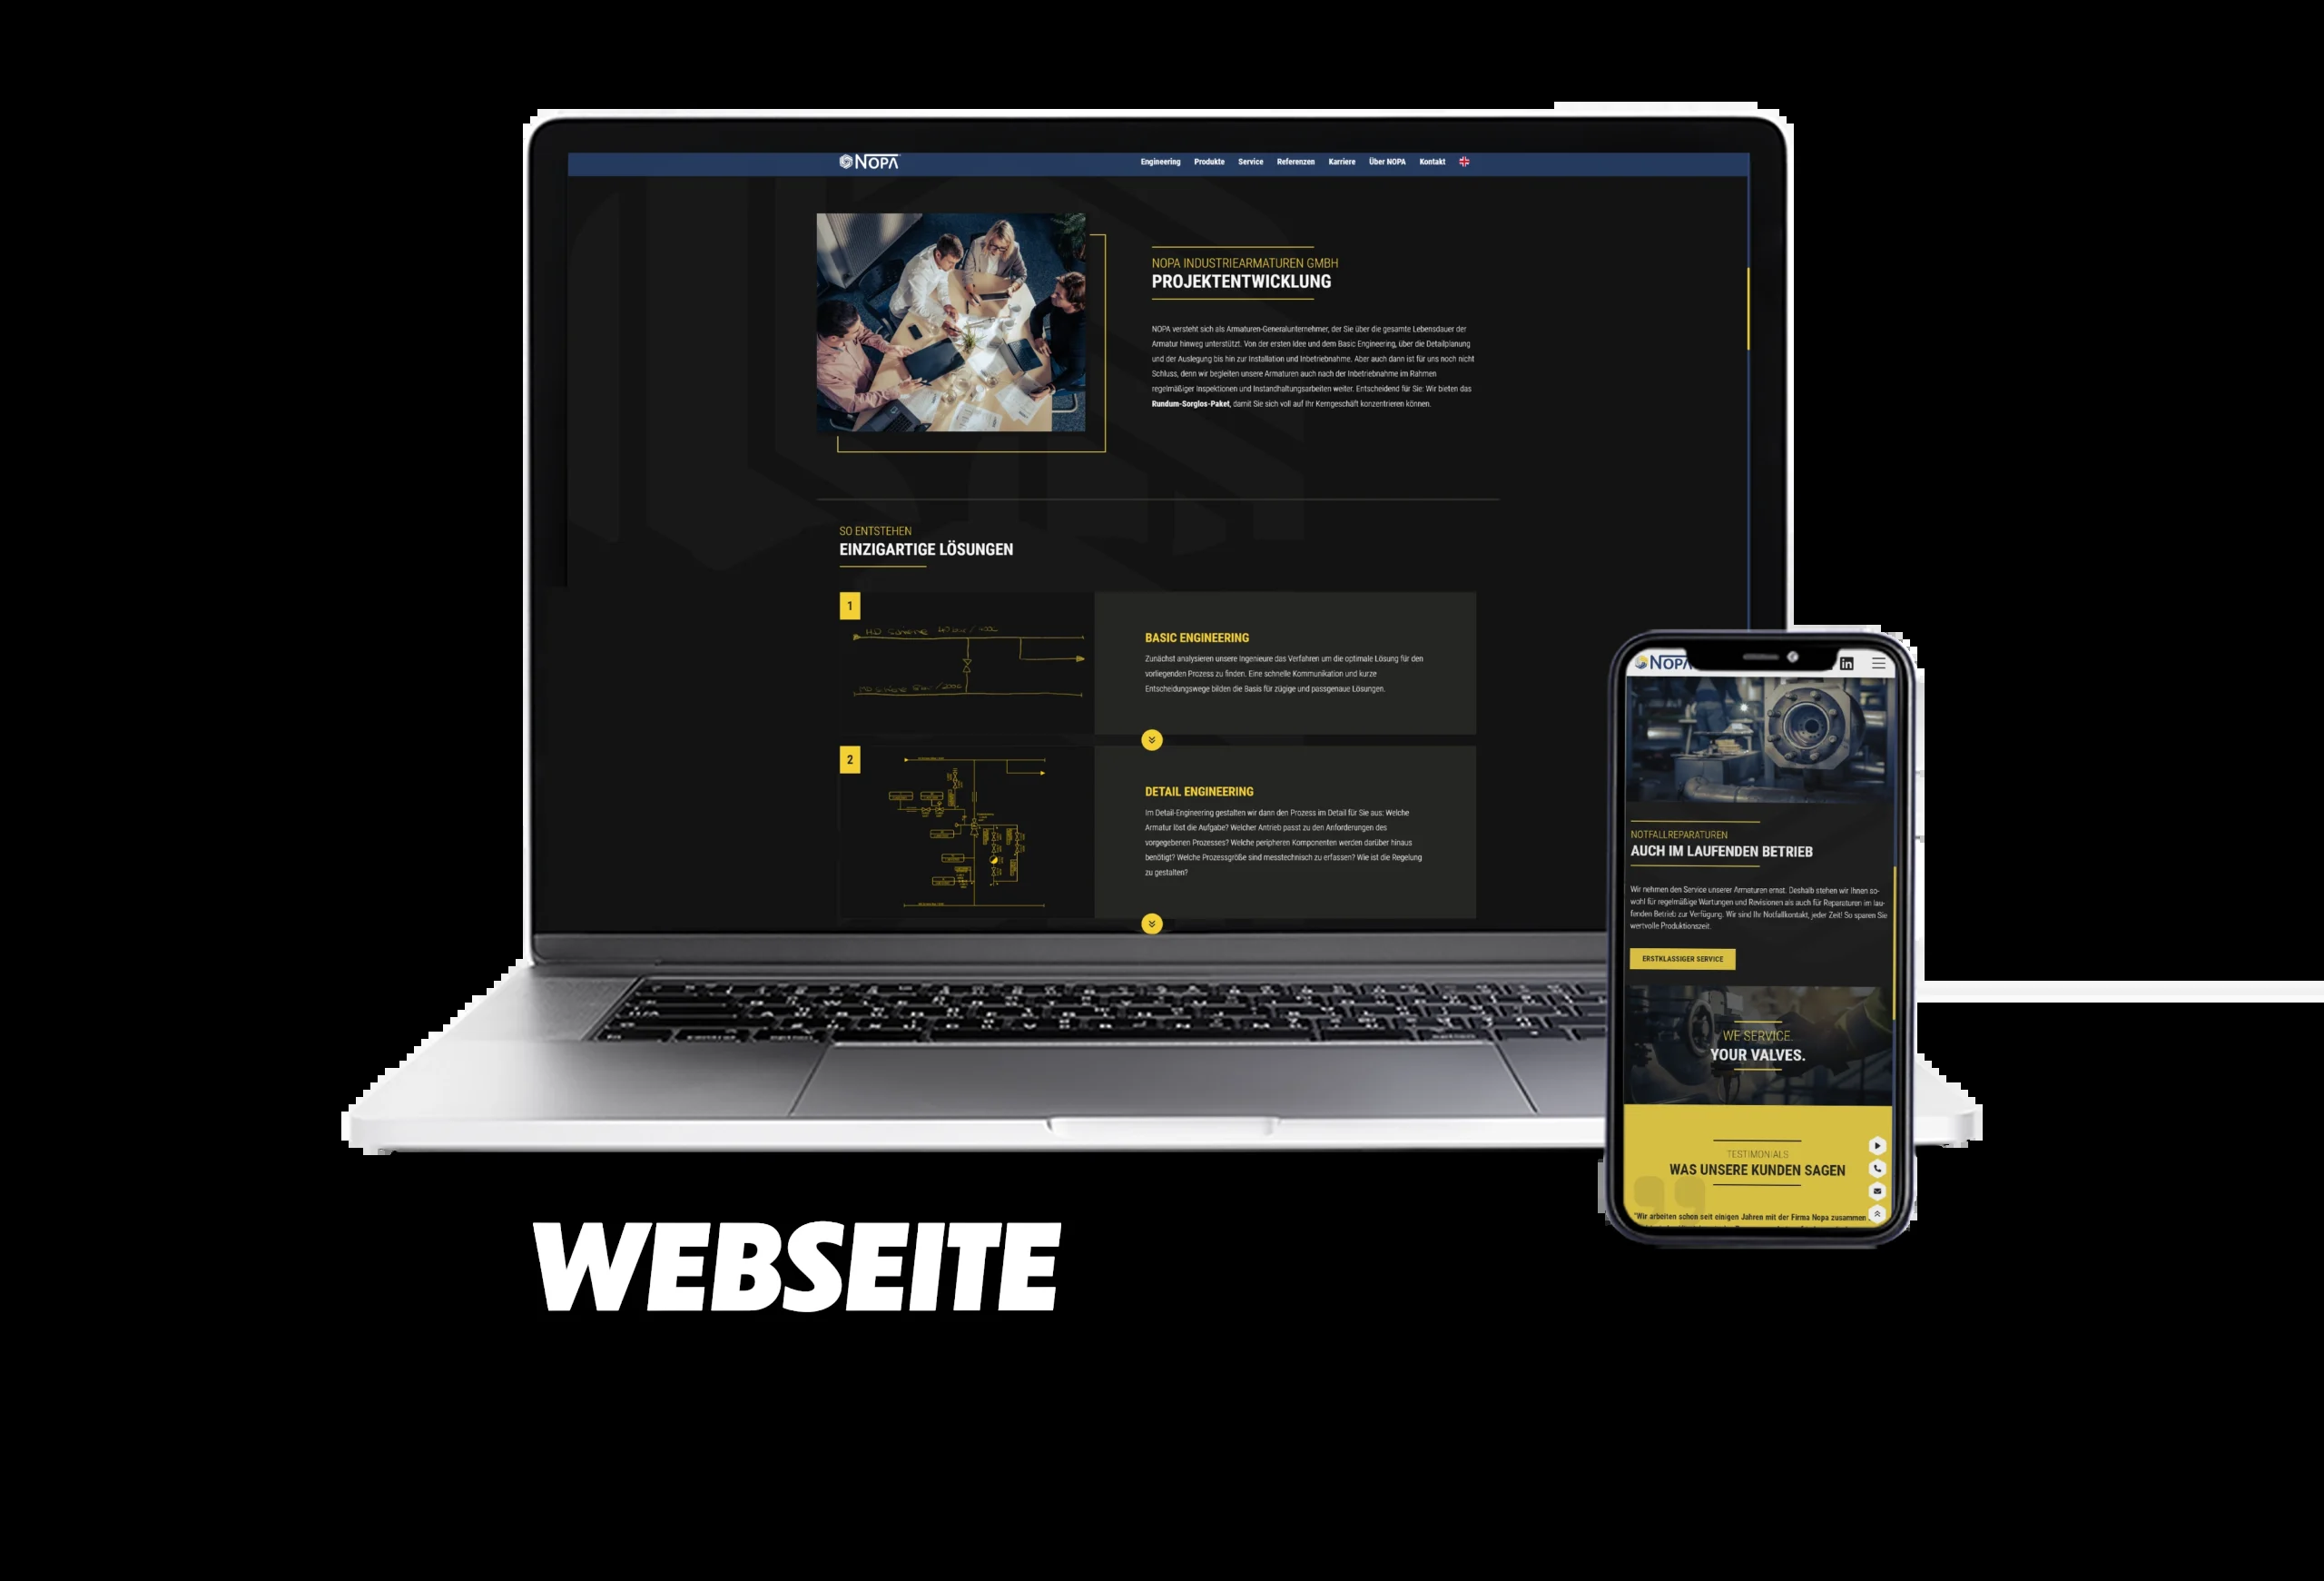 NOPA
Engineering Produkte Service Referenzen Karriere Über NOPA Kontakt
NOPA INDUSTRIEARMATUREN GMBH
PROJEKTENTWICKLUNG
NOPA versteht sich als Armaturen-Generalunternehmer, der Sie über die gesamte Lebensdauer der
Armatur hinweg unterstützt. Von der ersten Idee und dem Basic Engineering, über die Detailplanung
und der Auslegung bis hin zur Installation und Inbetriebnahme. Aber auch dann ist für uns noch nicht
Schluss, denn wir begleiten unsere Armaturen auch nach der Inbetriebnahme im Rahmen
regelmäßiger Inspektionen und Instandhaltungsarbeiten weiter. Entscheidend für Sie: Wir bieten das
Rundum-Sorglos-Paket, damit Sie sich voll auf Ihr Kerngeschäft konzentrieren können.
SO ENTSTEHEN
EINZIGARTIGE LÖSUNGEN
1
BASIC ENGINEERING
Zunächst analysieren unsere Ingenieure das Verfahren um die optimale Lösung für den
vorliegenden Prozess zu finden. Eine schnelle Kommunikation und kurze
Entscheidungswege bilden die Basis für zügige und passgenaue Lösungen.
2
DETAIL ENGINEERING
Im Detail-Engineering gestalten wir dann den Prozess im Detail für Sie aus: Welche
Armatur löst die Aufgabe? Welcher Antrieb passt zu den Anforderungen des
vorgegebenen Prozesses? Welche peripheren Komponenten werden darüber hinaus
benötigt? Welche Prozessgröße sind messtechnisch zu erfassen? Wie ist die Regelung
zu gestalten?
NOPA
in
NOTFALLREPARATUREN
AUCH IM LAUFENDEN BETRIEB
Wir nehmen den Service unserer Armaturen ernst. Deshalb stehen wir Ihnen so-
wohl für regelmäßige Wartungen und Revisionen als auch für Reparaturen im lau-
fenden Betrieb zur Verfügung. Wir sind Ihr Notfallkontakt, jeder Zeit! So sparen Sie
wertvolle Produktionszeit.
ERSTKLASSIGER SERVICE
WE SERVICE.
YOUR VALVES.
TESTIMONIALS
WAS UNSERE KUNDEN SAGEN
"Wir arbeiten schon seit einigen Jahren mit der Firma Nopa zusammen
WEBSEITE